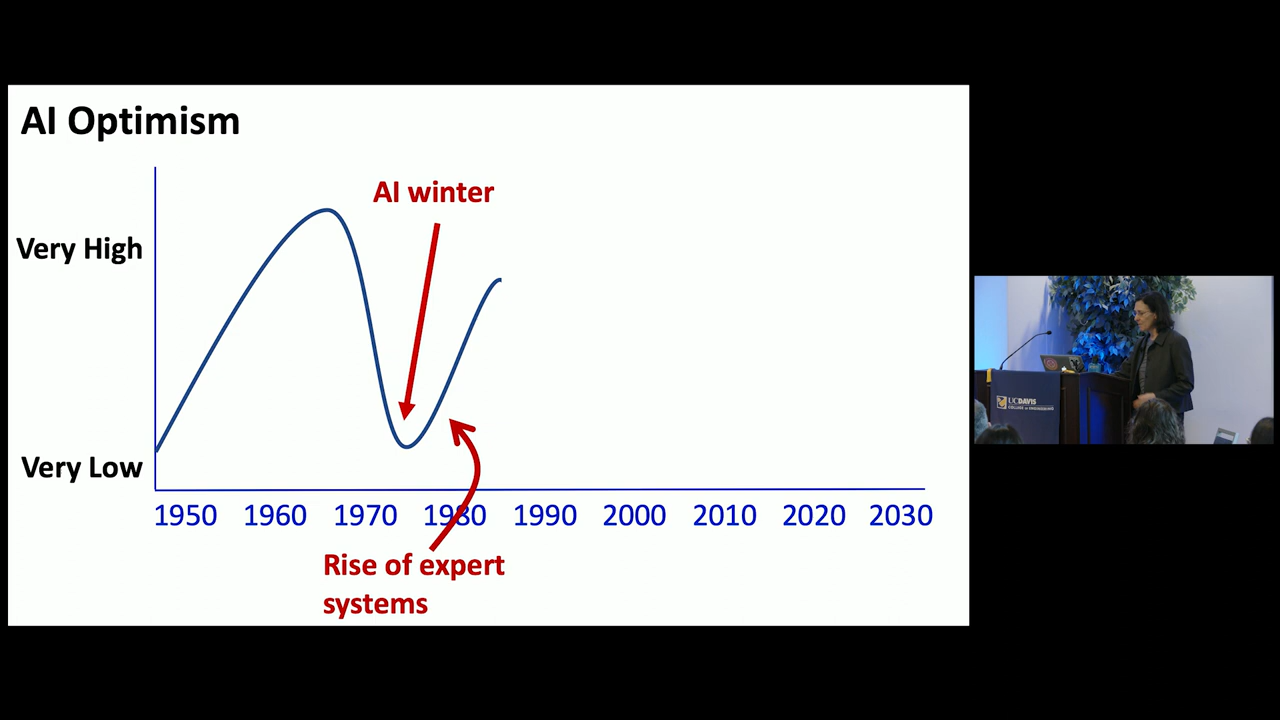 AI Optimism
AI winter
Very High
Very Low
1950 1960 1970 1980 1990 2000 2010 2020 2030
Rise of expert
systems
UCDAVIS
COLLEGE OF ENGINEERING